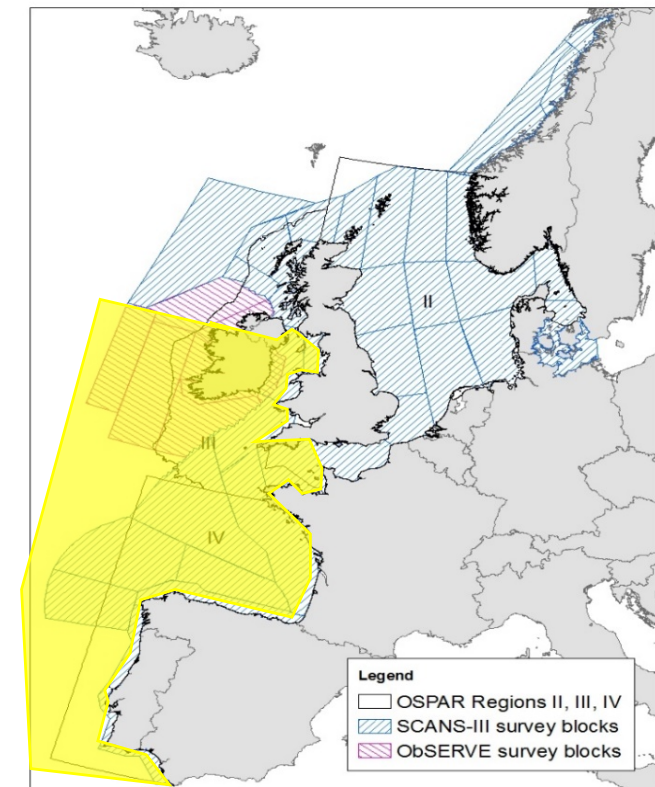 II
III
IV
Legend
OSPAR Regions II, III, IV
SCANS-III survey blocks
ObSERVE survey blocks